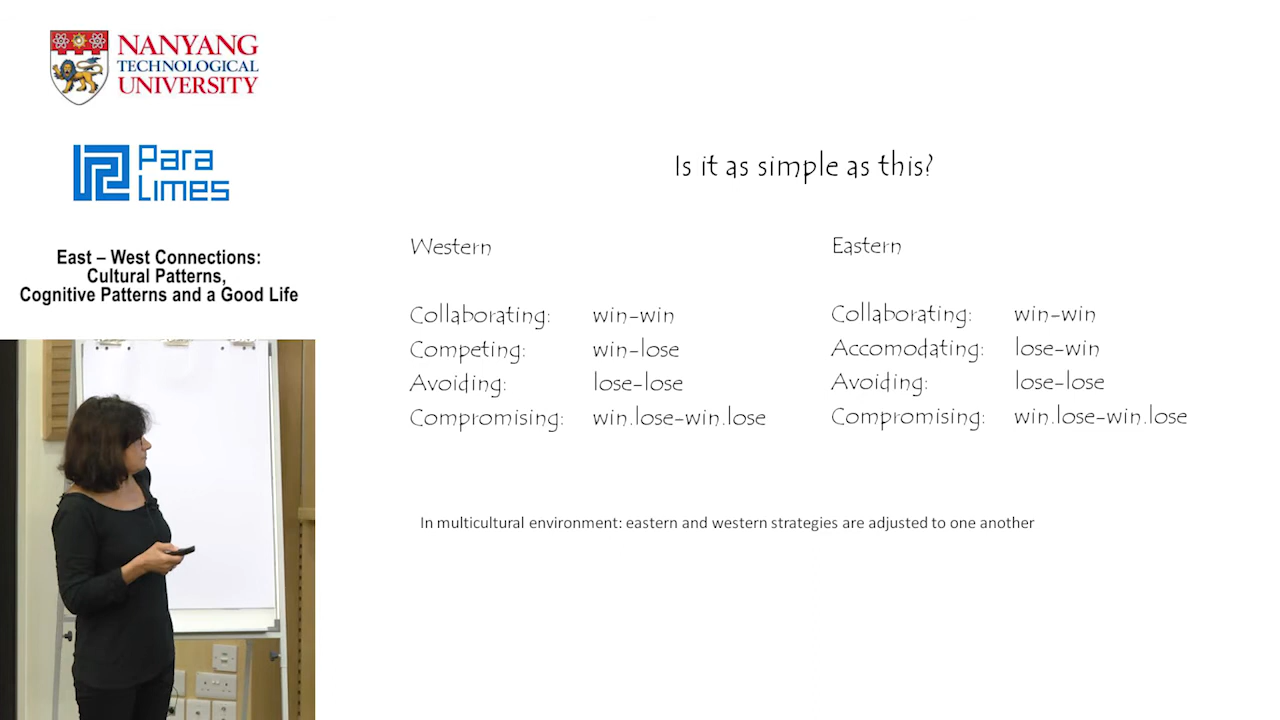 NANYANG
TECHNOLOGICAL
UNIVERSITY
Para
Limes
East – West Connections:
Cultural Patterns,
Cognitive Patterns and a Good Life
Is it as simple as this?
Western
Collaborating: win-win
Competing: win-lose
Avoiding: lose-lose
Compromising: win.lose-win.lose
Eastern
Collaborating: win-win
Accomodating: lose-win
Avoiding: lose-lose
Compromising: win.lose-win.lose
In multicultural environment: eastern and western strategies are adjusted to one another